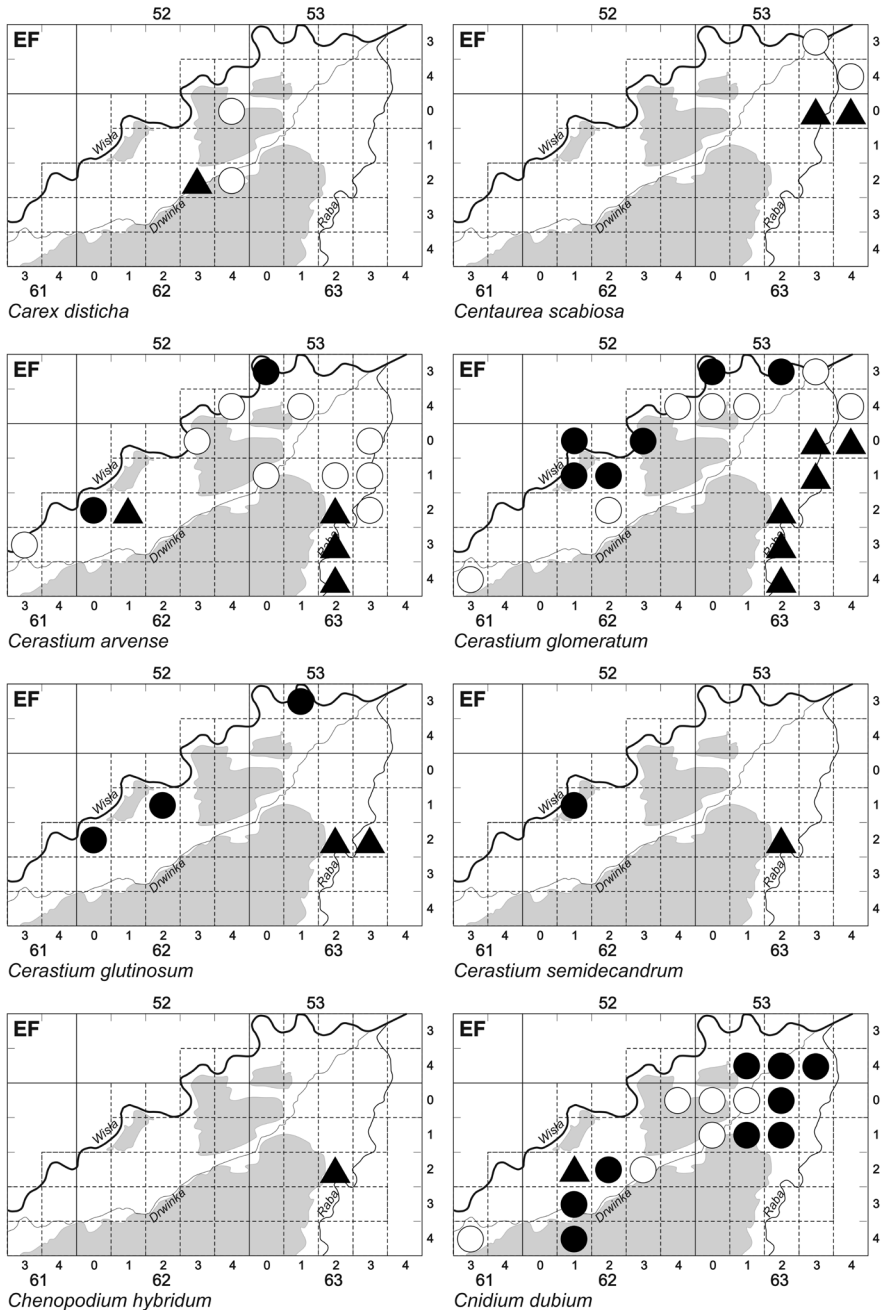 52 53 52 53
EF 3 EF 3
4 4
0 0
Wisła 1 Wisła 1
2 2
Drwinka Raba 3 Drwinka Raba 3
4 4
3 4 0 1 2 3 4 0 1 2 3 4 3 4 0 1 2 3 4 0 1 2 3 4
61 62 63 61 62 63
Carex disticha Centaurea scabiosa
52 53 52 53
EF 3 EF 3
4 4
0 0
Wisła 1 Wisła 1
2 2
Drwinka Raba 3 Drwinka Raba 3
4 4
3 4 0 1 2 3 4 0 1 2 3 4 3 4 0 1 2 3 4 0 1 2 3 4
61 62 63 61 62 63
Cerastium arvense Cerastium glomeratum
52 53 52 53
EF 3 EF 3
4 4
0 0
Wisła 1 Wisła 1
2 2
Drwinka Raba 3 Drwinka Raba 3
4 4
3 4 0 1 2 3 4 0 1 2 3 4 3 4 0 1 2 3 4 0 1 2 3 4
61 62 63 61 62 63
Cerastium glutinosum Cerastium semidecandrum
52 53 52 53
EF 3 EF 3
4 4
0 0
Wisła 1 Wisła 1
2 2
Drwinka Raba 3 Drwinka Raba 3
4 4
3 4 0 1 2 3 4 0 1 2 3 4 3 4 0 1 2 3 4 0 1 2 3 4
61 62 63 61 62 63
Chenopodium hybridum Cnidium dubium